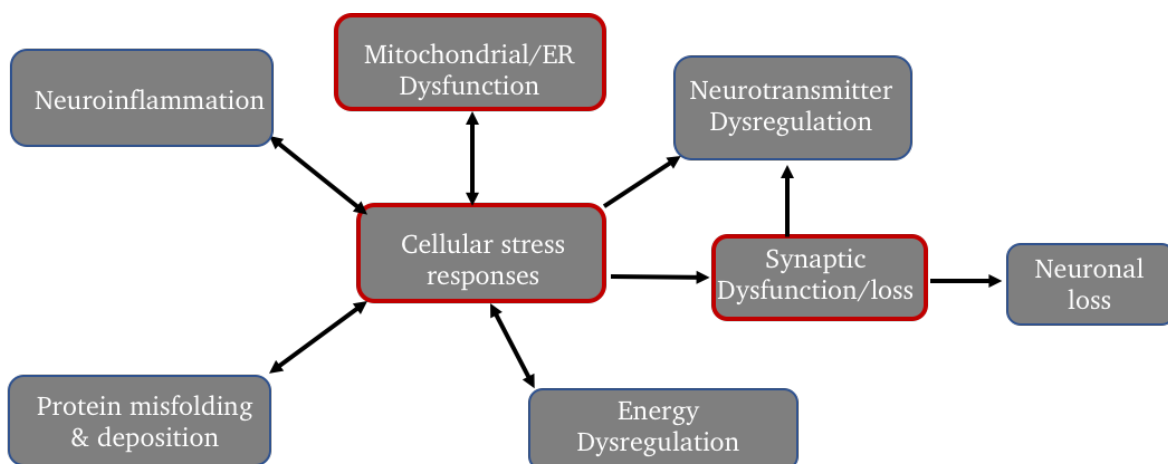 Neuroinflammation
Mitochondrial/ER
Dysfunction
Neurotransmitter
Dysregulation
Cellular stress
responses
Synaptic
Dysfunction/loss
Neuronal
loss
Protein misfolding
& deposition
Energy
Dysregulation